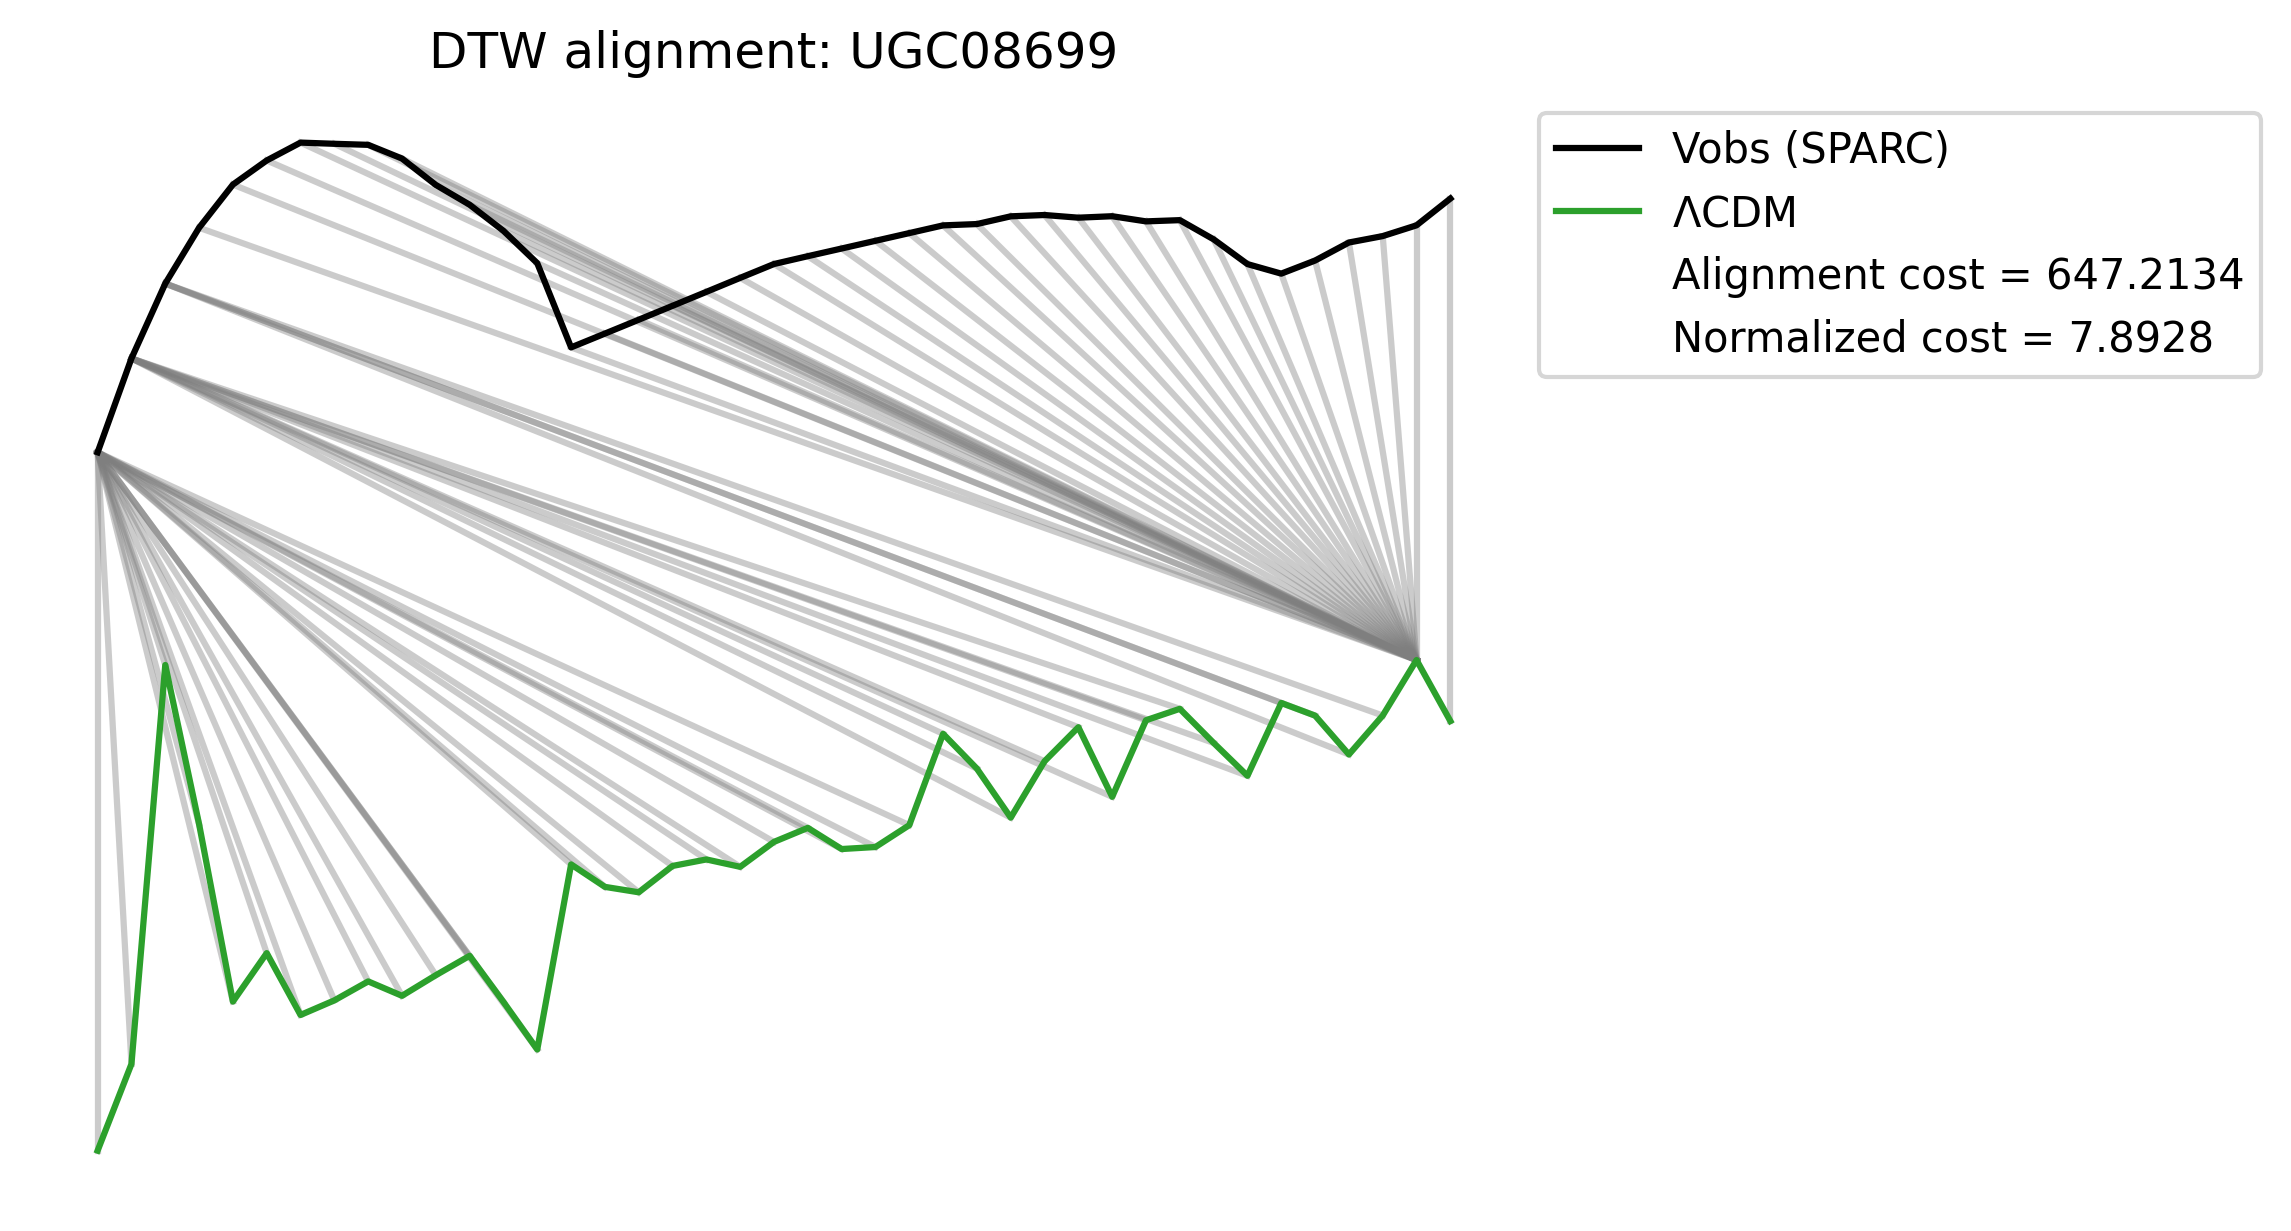 DTW alignment: UGC08699
Vobs (SPARC)
ΛCDM
Alignment cost = 647.2134
Normalized cost = 7.8928